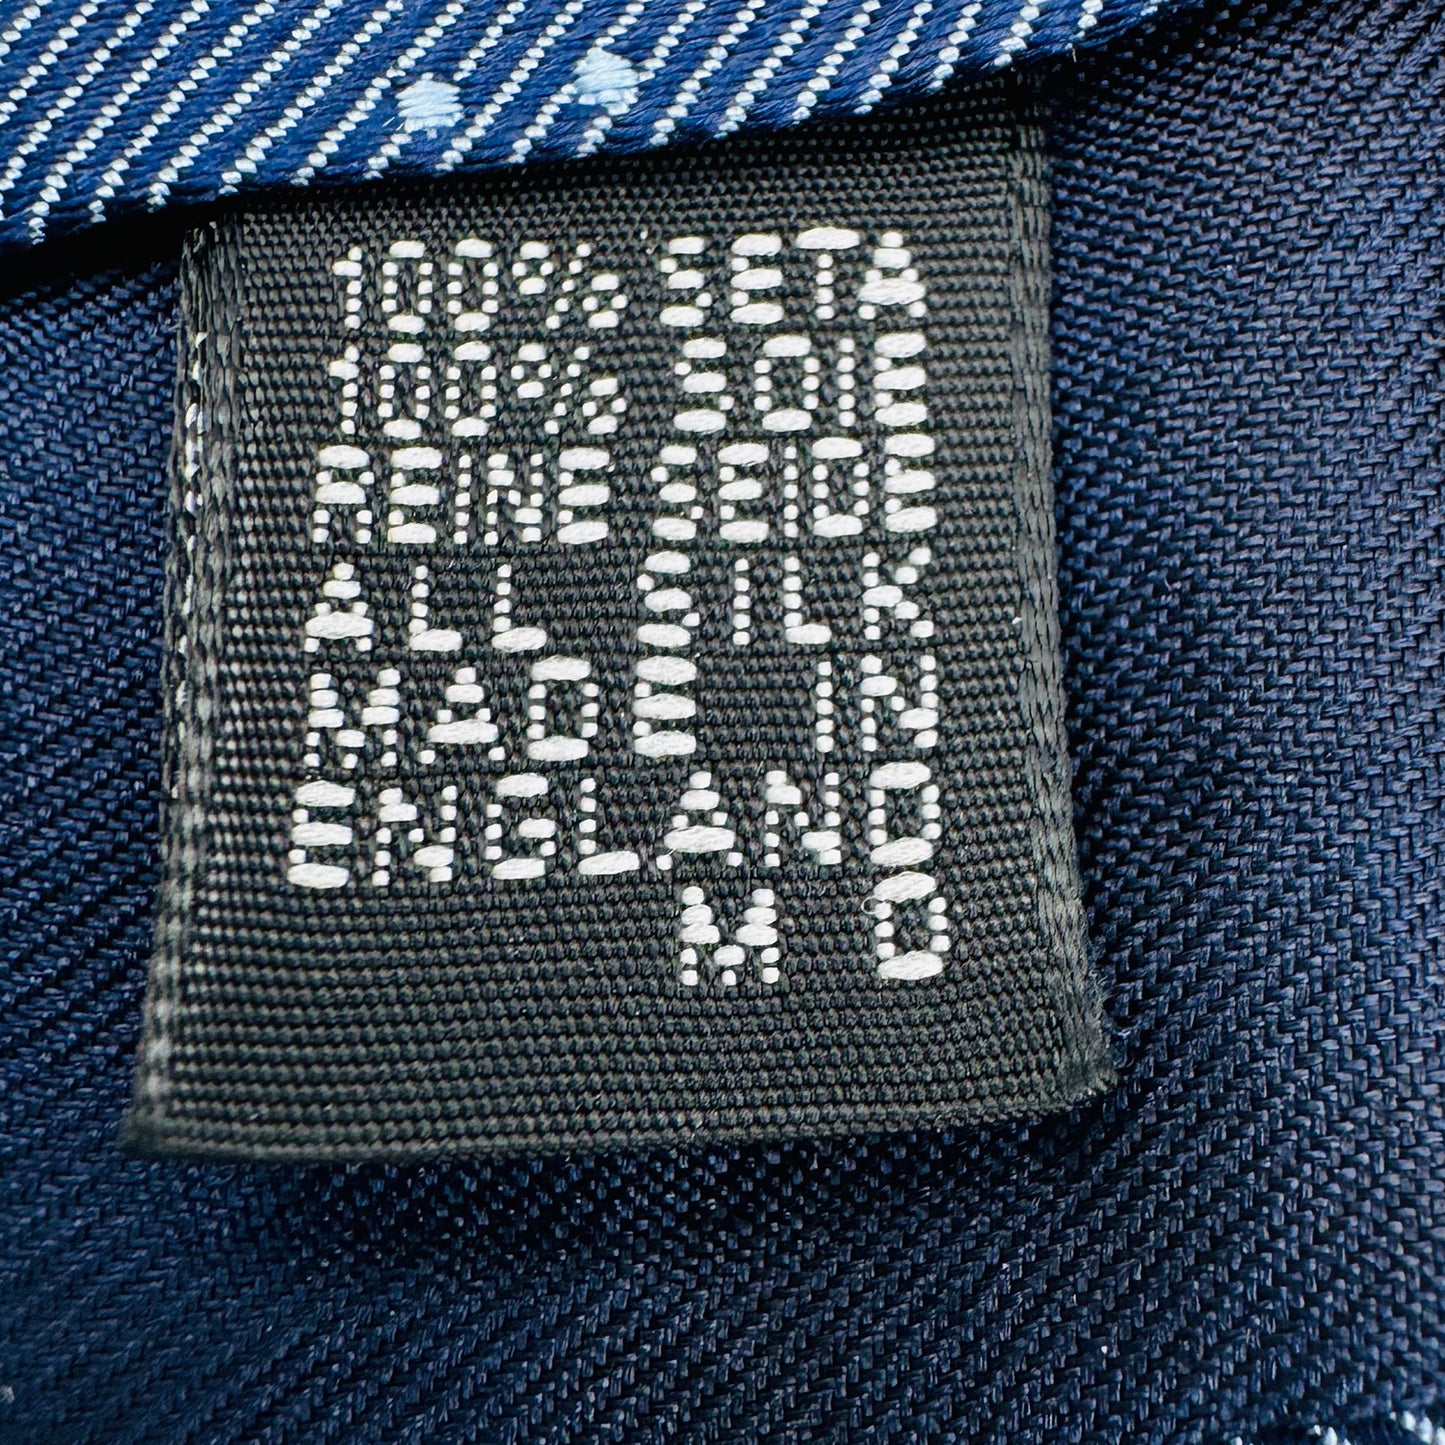 100% SETA
100% SOIE
REINE SEIDE
ALL SILK
MADE IN
ENGLAND
M D